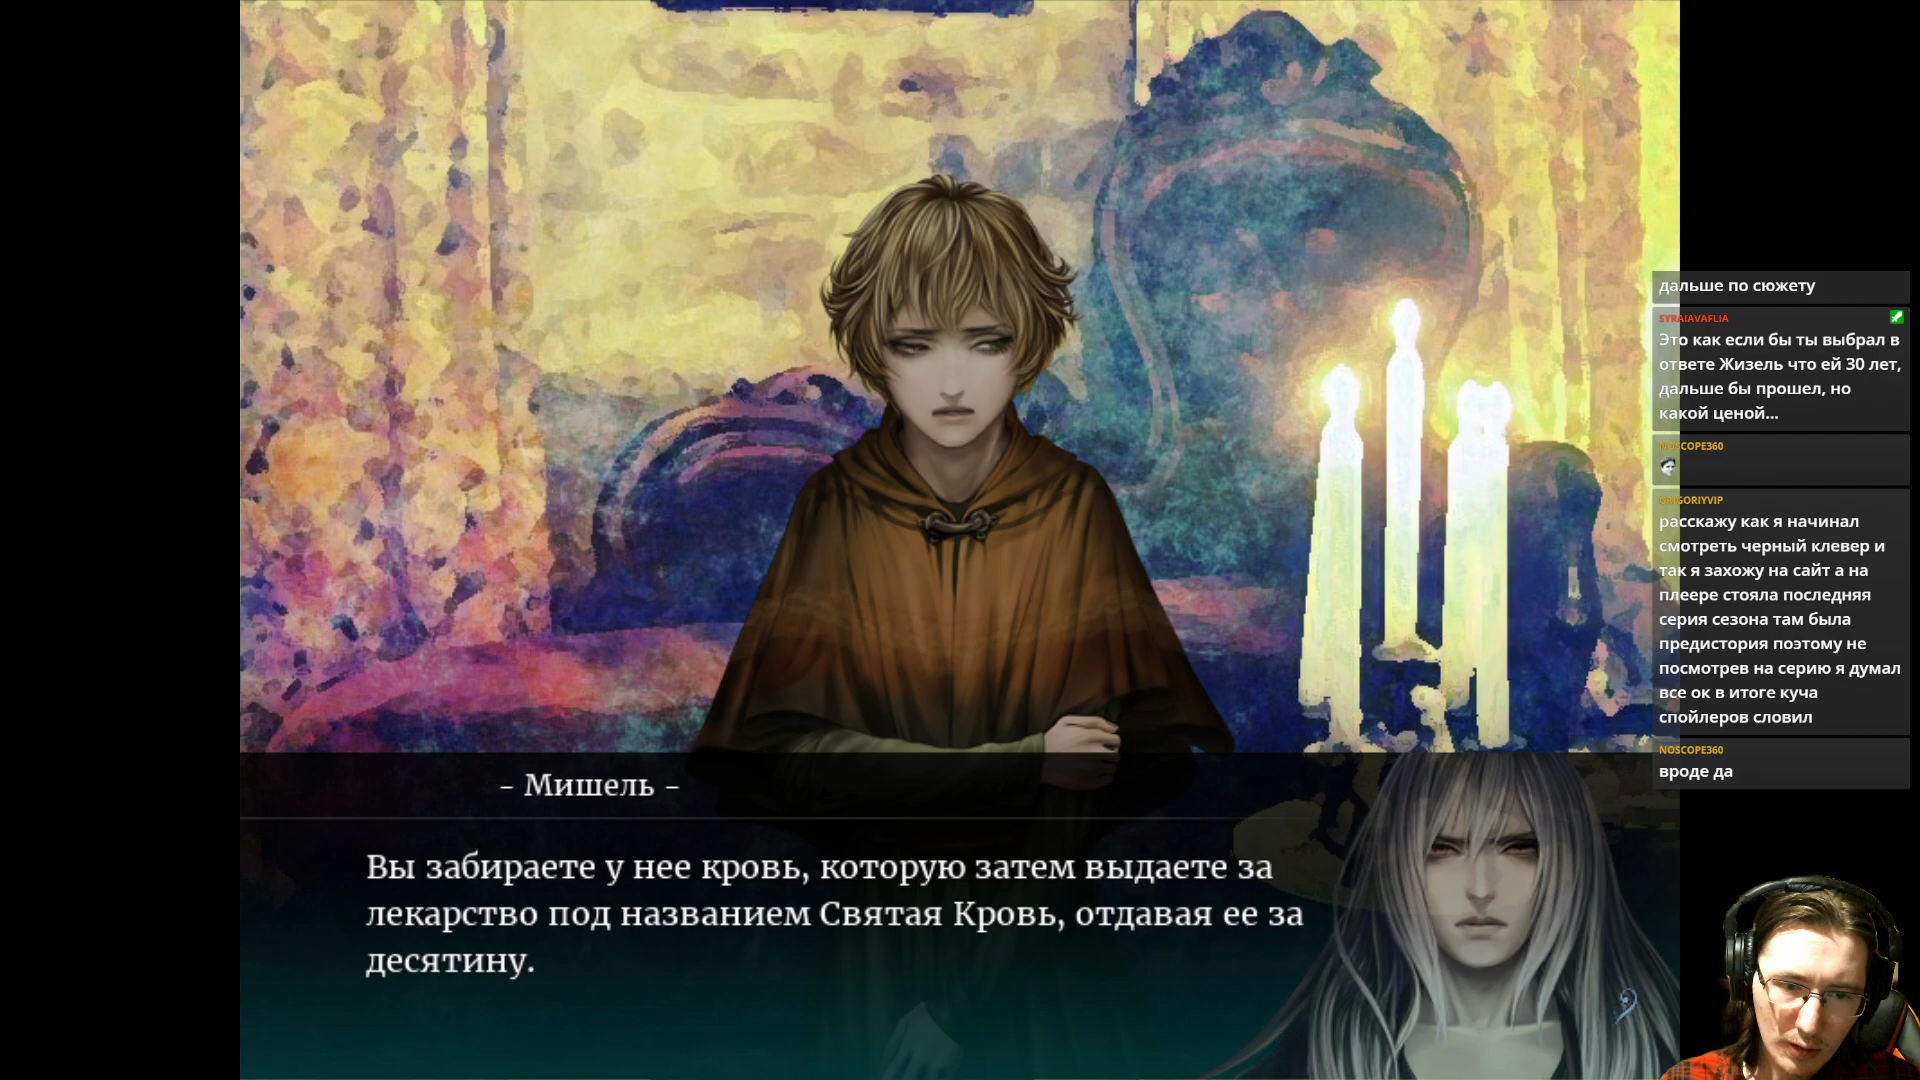 дальше по сюжету
SYRAIAVAFLIA
Это как если бы ты выбрал в
ответе Жизель что ей 30 лет,
дальше бы прошел, но
какой ценой...
NOSCOPE360
GRIGORIYVIP
расскажу как я начинал
смотреть черный клевер и
так я захожу на сайт а на
плеере стояла последняя
серия сезона там была
предистория поэтому не
посмотрев на серию я думал
все ок в итоге куча
спойлеров словил
NOSCOPE360
вроде да
– Мишель –
Вы забираете у нее кровь, которую затем выдаете за
лекарство под названием Святая Кровь, отдавая ее за
десятину.